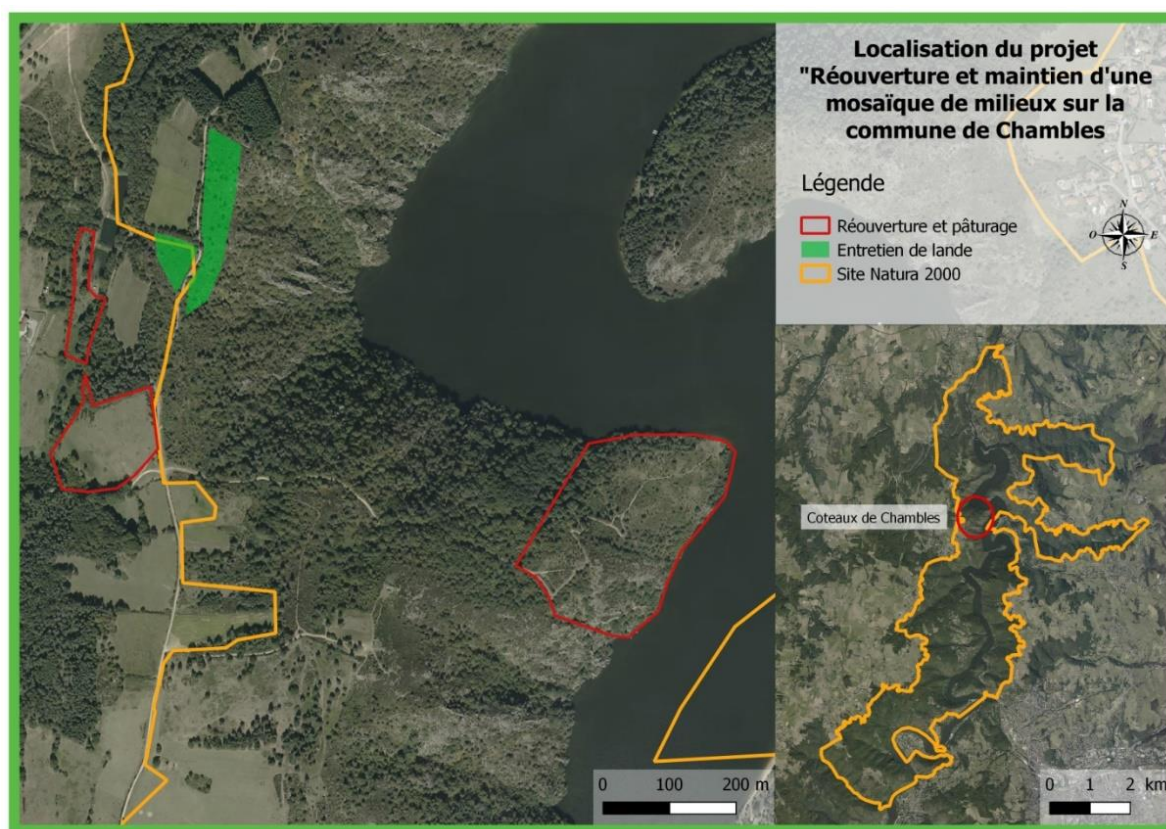 Localisation du projet
"Réouverture et maintien d'une
mosaïque de milieux sur la
commune de Chambles
Légende
Réouverture et pâturage
Entretien de lande
Site Natura 2000
N
O
E
S
Coteaux de Chambles
0 100 200 m
0 1 2 km